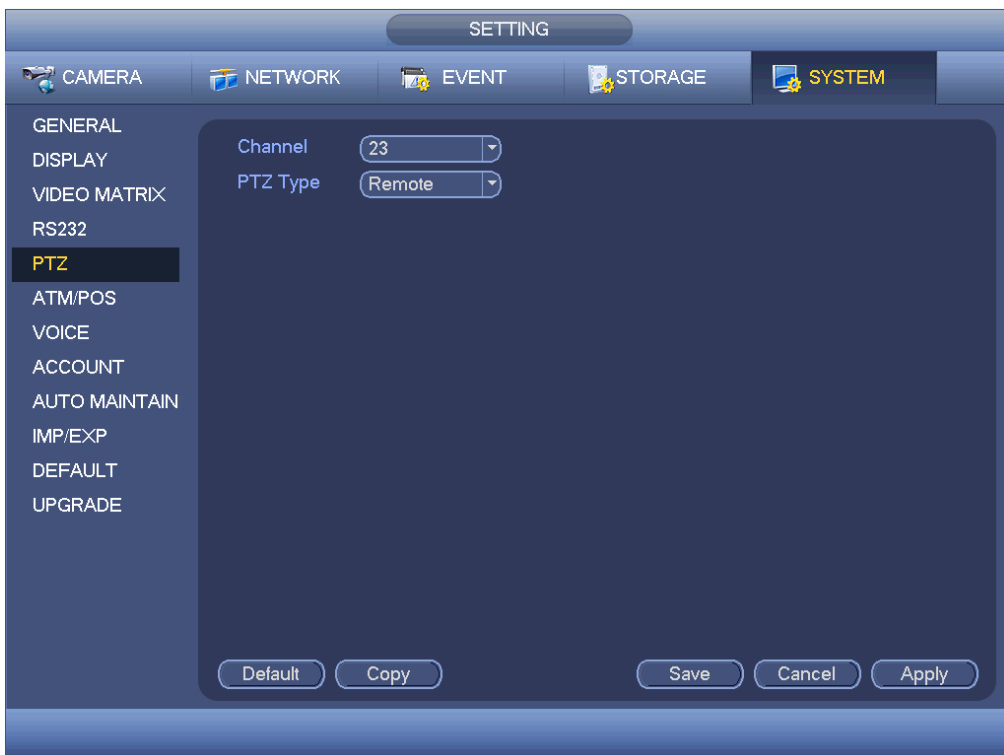 SETTING
CAMERA NETWORK EVENT STORAGE SYSTEM
GENERAL
DISPLAY
VIDEO MATRIX
RS232
PTZ
ATM/POS
VOICE
ACCOUNT
AUTO MAINTAIN
IMP/EXP
DEFAULT
UPGRADE
Channel 23
PTZ Type Remote
Default Copy Save Cancel Apply